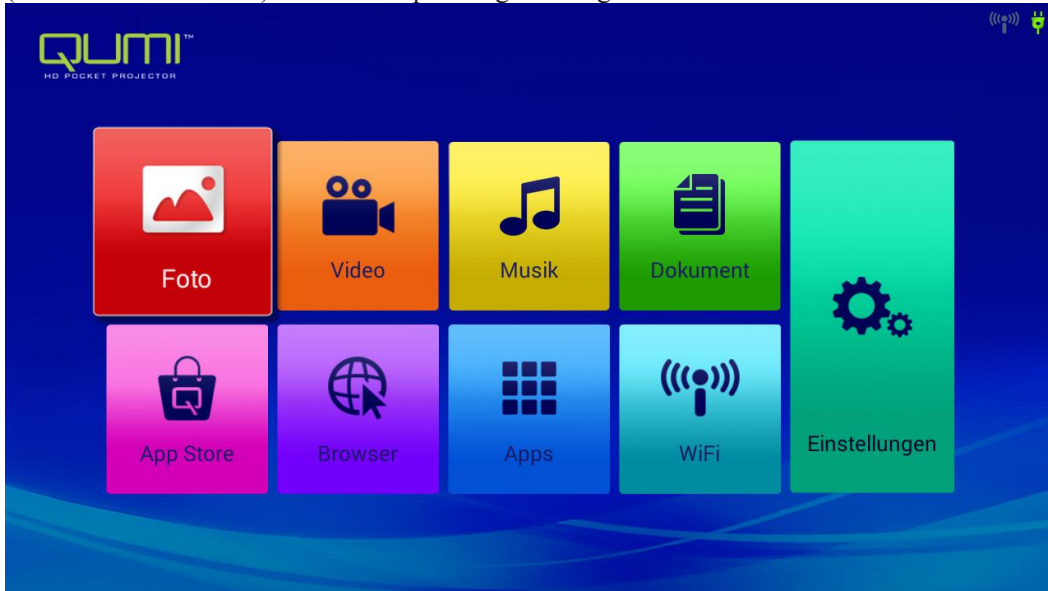 QUMI™
HD POCKET PROJECTOR
Foto
Video
Musik
Dokument
App Store
Browser
Apps
WiFi
Einstellungen